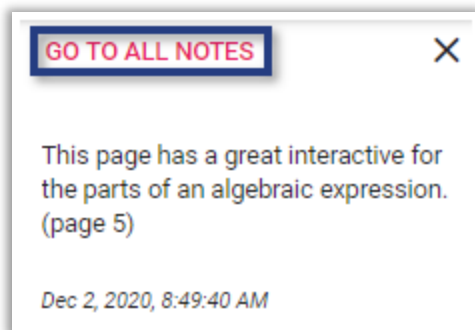 GO TO ALL NOTES
This page has a great interactive for
the parts of an algebraic expression.
(page 5)
Dec 2, 2020, 8:49:40 AM